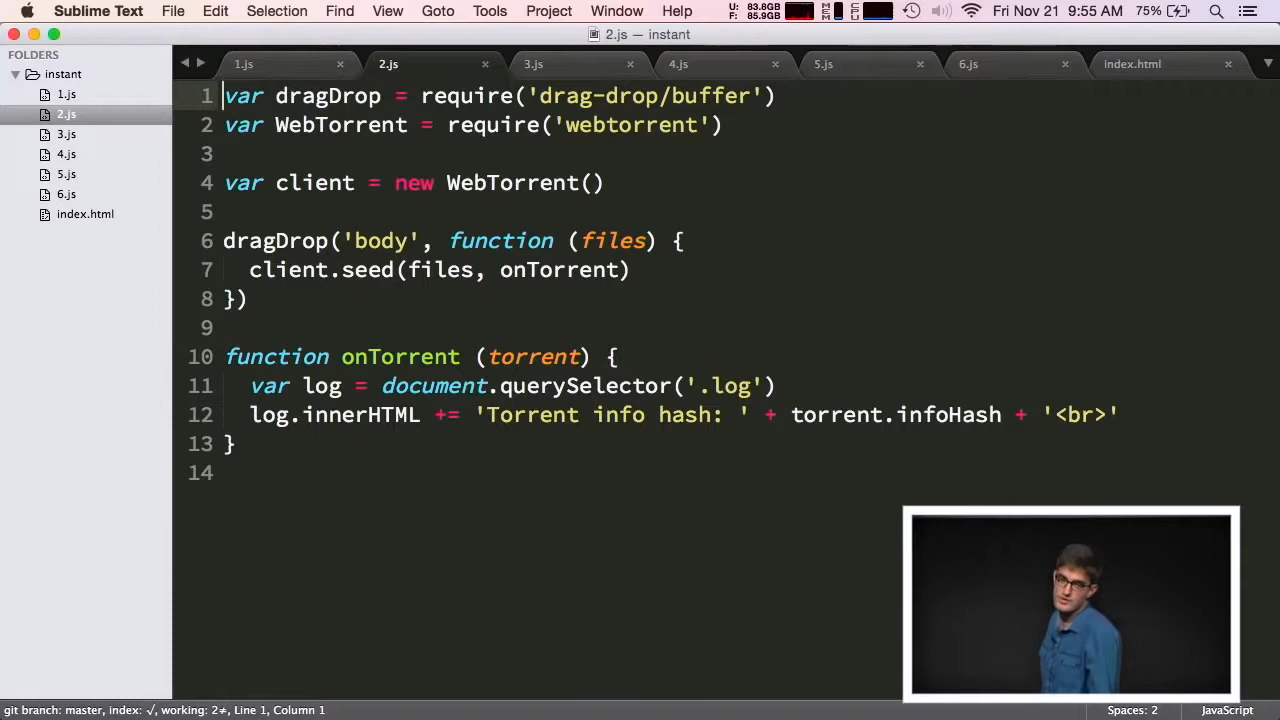 Sublime Text File Edit Selection Find View Goto Tools Project Window Help U: 83.8GB F: 85.9GB Fri Nov 21 9:55 AM 75%
2.js — instant
FOLDERS
instant
1.js
2.js
3.js
4.js
5.js
6.js
index.html
1.js 2.js 3.js 4.js 5.js 6.js index.html
1 var dragDrop = require('drag-drop/buffer')
2 var WebTorrent = require('webtorrent')
3
4 var client = new WebTorrent()
5
6 dragDrop('body', function (files) {
7 client.seed(files, onTorrent)
8 })
9
10 function onTorrent (torrent) {
11 var log = document.querySelector('.log')
12 log.innerHTML += 'Torrent info hash: ' + torrent.infoHash + '<br>'
13 }
14
git branch: master, index: √, working: 2≠, Line 1, Column 1 Spaces: 2 JavaScript